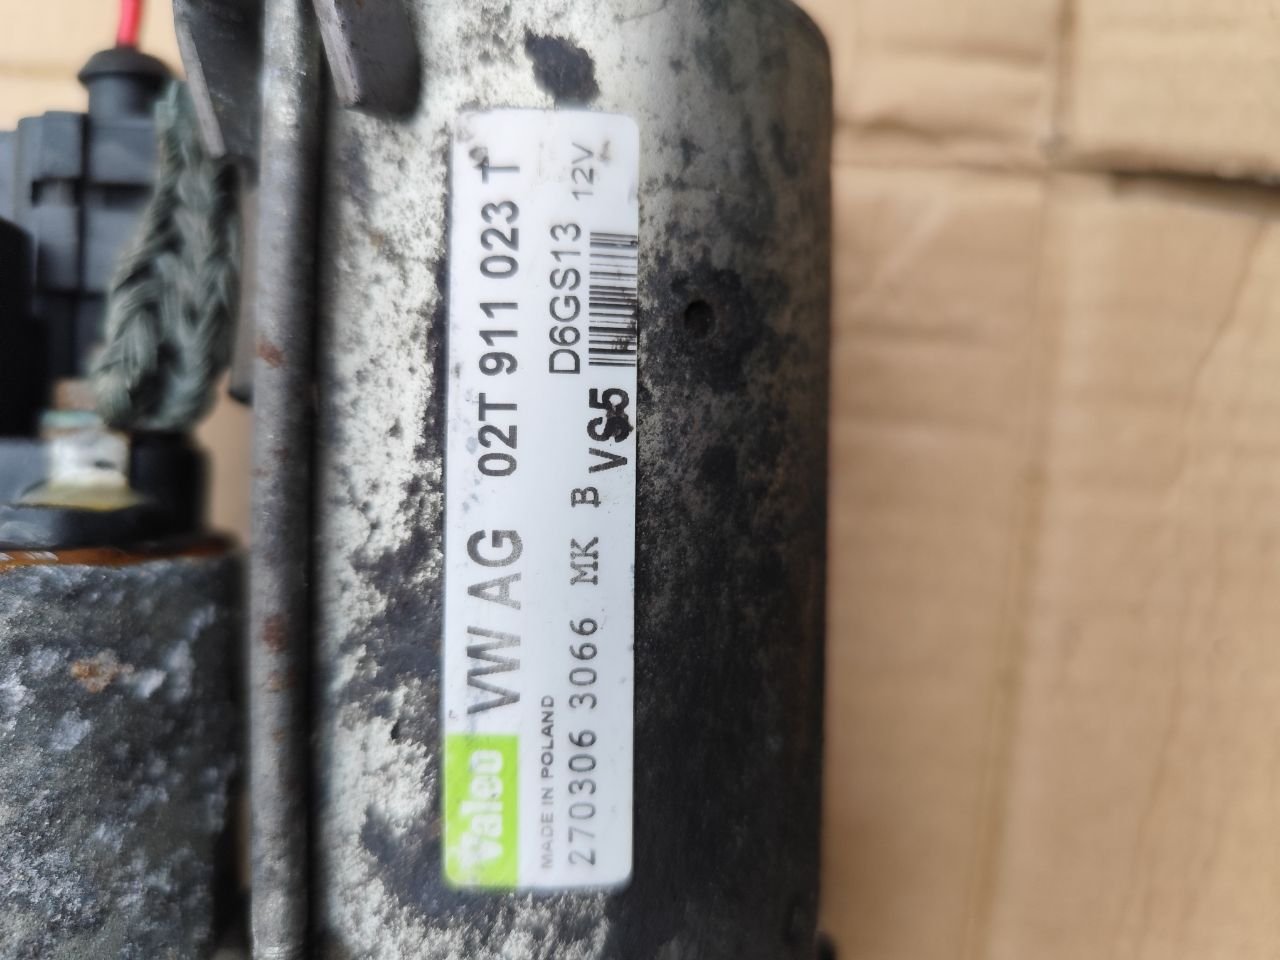 Valeo
VW AG 02T 911 023 T
MADE IN POLAND
D6GS13 12V
270306 3066 MK B VS5